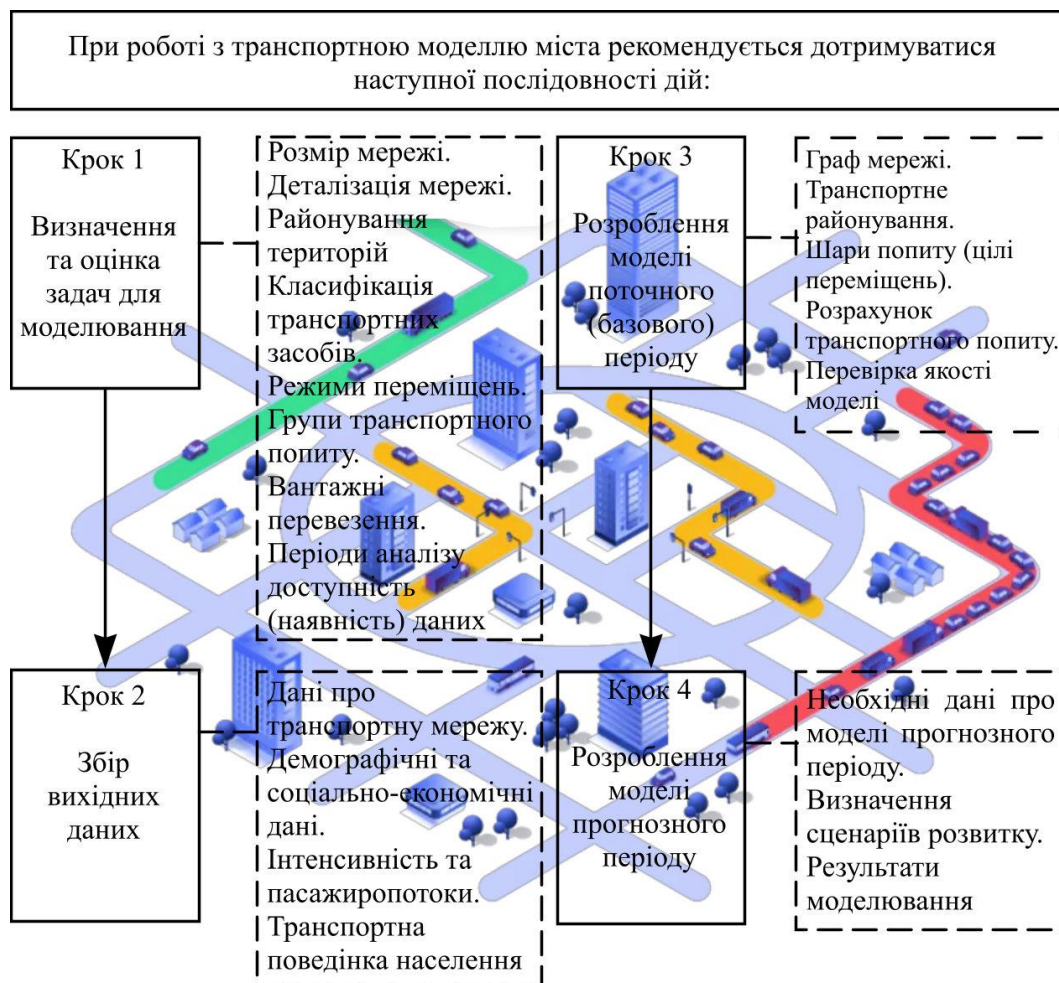 При роботі з транспортною моделлю міста рекомендується дотримуватися
наступної послідовності дій:
Крок 1
Визначення
та оцінка
задач для
моделювання
Розмір мережі.
Деталізація мережі.
Районування
територій
Класифікація
транспортних
засобів.
Режими переміщень.
Групи транспортного
попиту.
Вантажні
перевезення.
Періоди аналізу
доступність
(наявність) даних
Крок 2
Збір
вихідних
даних
Дані про
транспортну мережу.
Демографічні та
соціально-економічні
дані.
Інтенсивність та
пасажиропотоки.
Транспортна
поведінка населення
Крок 3
Розроблення
моделі
поточного
(базового)
періоду
Граф мережі.
Транспортне
районування.
Шари попиту (цілі
переміщень).
Розрахунок
транспортного попиту.
Перевірка якості
моделі
Крок 4
Розроблення
моделі
прогнозного
періоду
Необхідні дані про
моделі прогнозного
періоду.
Визначення
сценаріїв розвитку.
Результати
моделювання